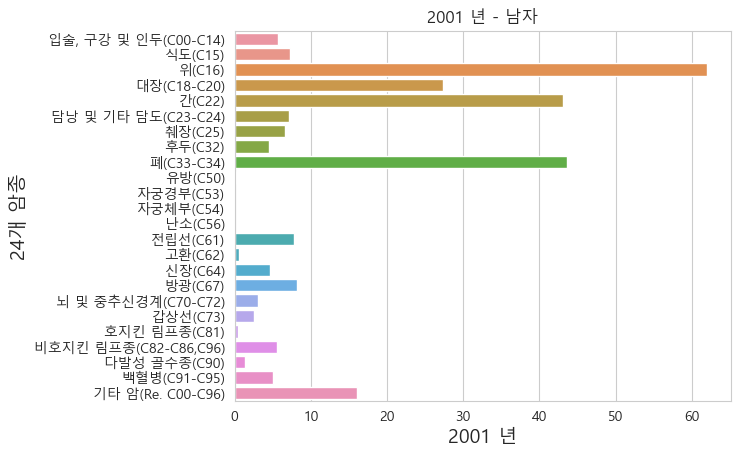 2001 년 - 남자
입술, 구강 및 인두(C00-C14)
식도(C15)
위(C16)
대장(C18-C20)
간(C22)
담낭 및 기타 담도(C23-C24)
췌장(C25)
후두(C32)
폐(C33-C34)
유방(C50)
자궁경부(C53)
자궁체부(C54)
난소(C56)
전립선(C61)
고환(C62)
신장(C64)
방광(C67)
뇌 및 중추신경계(C70-C72)
갑상선(C73)
호지킨 림프종(C81)
비호지킨 림프종(C82-C86,C96)
다발성 골수종(C90)
백혈병(C91-C95)
기타 암(Re. C00-C96)
24개 암종
0 10 20 30 40 50 60
2001 년